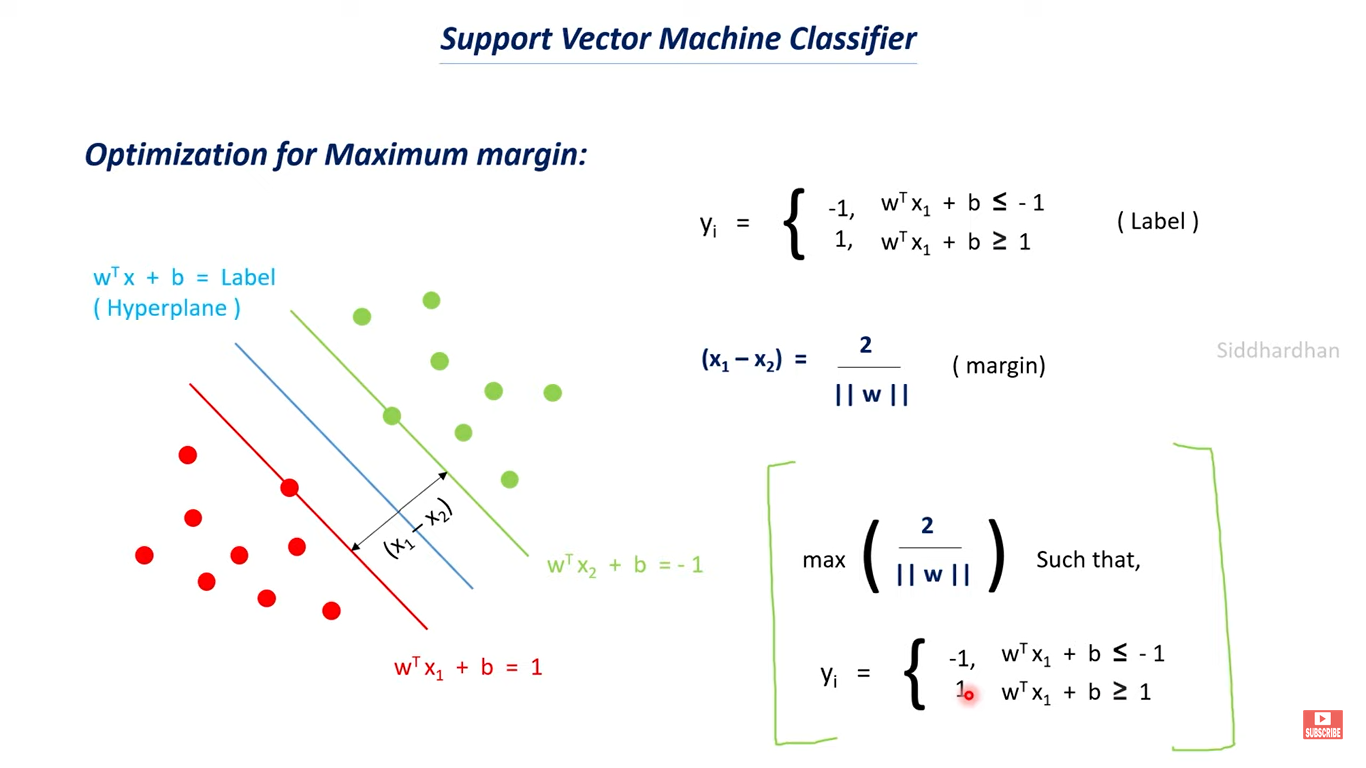 Support Vector Machine Classifier
Optimization for Maximum margin:
yᵢ = { -1, wᵀx₁ + b ≤ - 1 ( Label )
1, wᵀx₁ + b ≥ 1
wᵀx + b = Label
( Hyperplane )
(x₁ – x₂) = 2 / || w || ( margin)
Siddhardhan
(x₁ – x₂)
wᵀx₂ + b = - 1
wᵀx₁ + b = 1
max ( 2 / || w || ) Such that,
yᵢ = { -1, wᵀx₁ + b ≤ - 1
1, wᵀx₁ + b ≥ 1
SUBSCRIBE